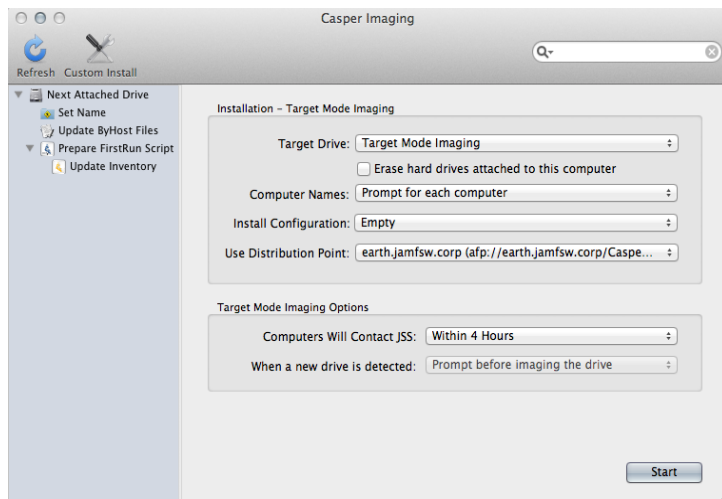 Casper Imaging
Refresh Custom Install
Next Attached Drive
Set Name
Update ByHost Files
Prepare FirstRun Script
Update Inventory
Installation – Target Mode Imaging
Target Drive: Target Mode Imaging
Erase hard drives attached to this computer
Computer Names: Prompt for each computer
Install Configuration: Empty
Use Distribution Point: earth.jamfsw.corp (afp://earth.jamfsw.corp/Caspe...
Target Mode Imaging Options
Computers Will Contact JSS: Within 4 Hours
When a new drive is detected: Prompt before imaging the drive
Start